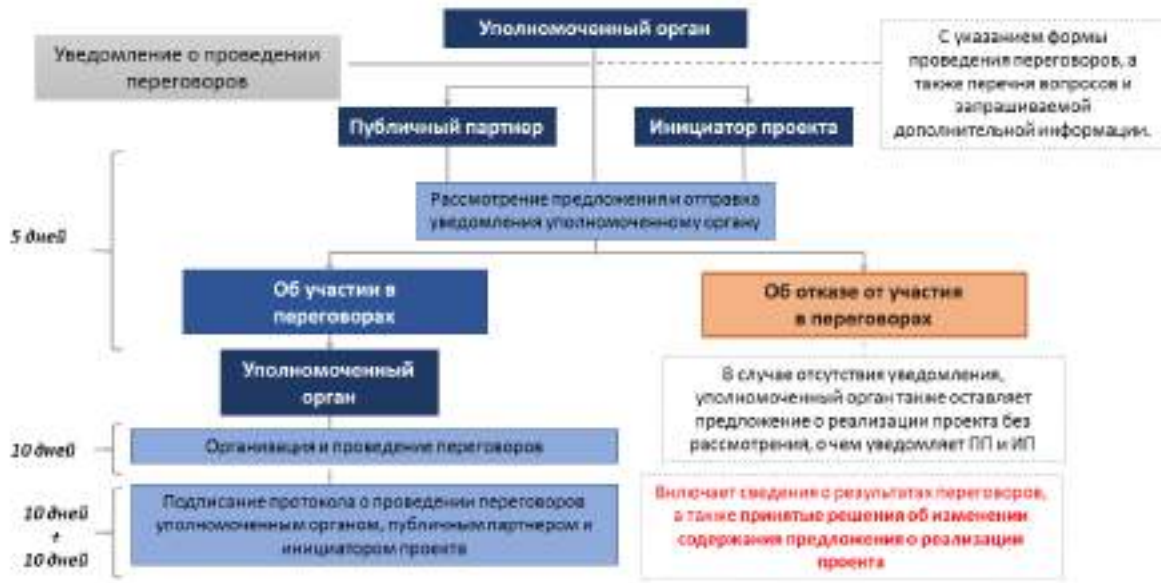 Уполномоченный орган
Уведомление о проведении
переговоров
С указанием формы
проведения переговоров, а
также перечня вопросов и
запрашиваемой
дополнительной информации.
Публичный партнер
Инициатор проекта
5 дней
Рассмотрение предложения и отправка
уведомления уполномоченному органу
Об участии в
переговорах
Об отказе от участия
в переговорах
Уполномоченный
орган
В случае отсутствия уведомления,
уполномоченный орган также оставляет
предложение о реализации проекта без
рассмотрения, о чем уведомляет ПП и ИП
10 дней
Организация и проведение переговоров
10 дней
+
10 дней
Подписание протокола о проведении переговоров
уполномоченным органом, публичным партнером и
инициатором проекта
Включает сведения о результатах переговоров,
а также принятые решения об изменении
содержания предложения о реализации
проекта